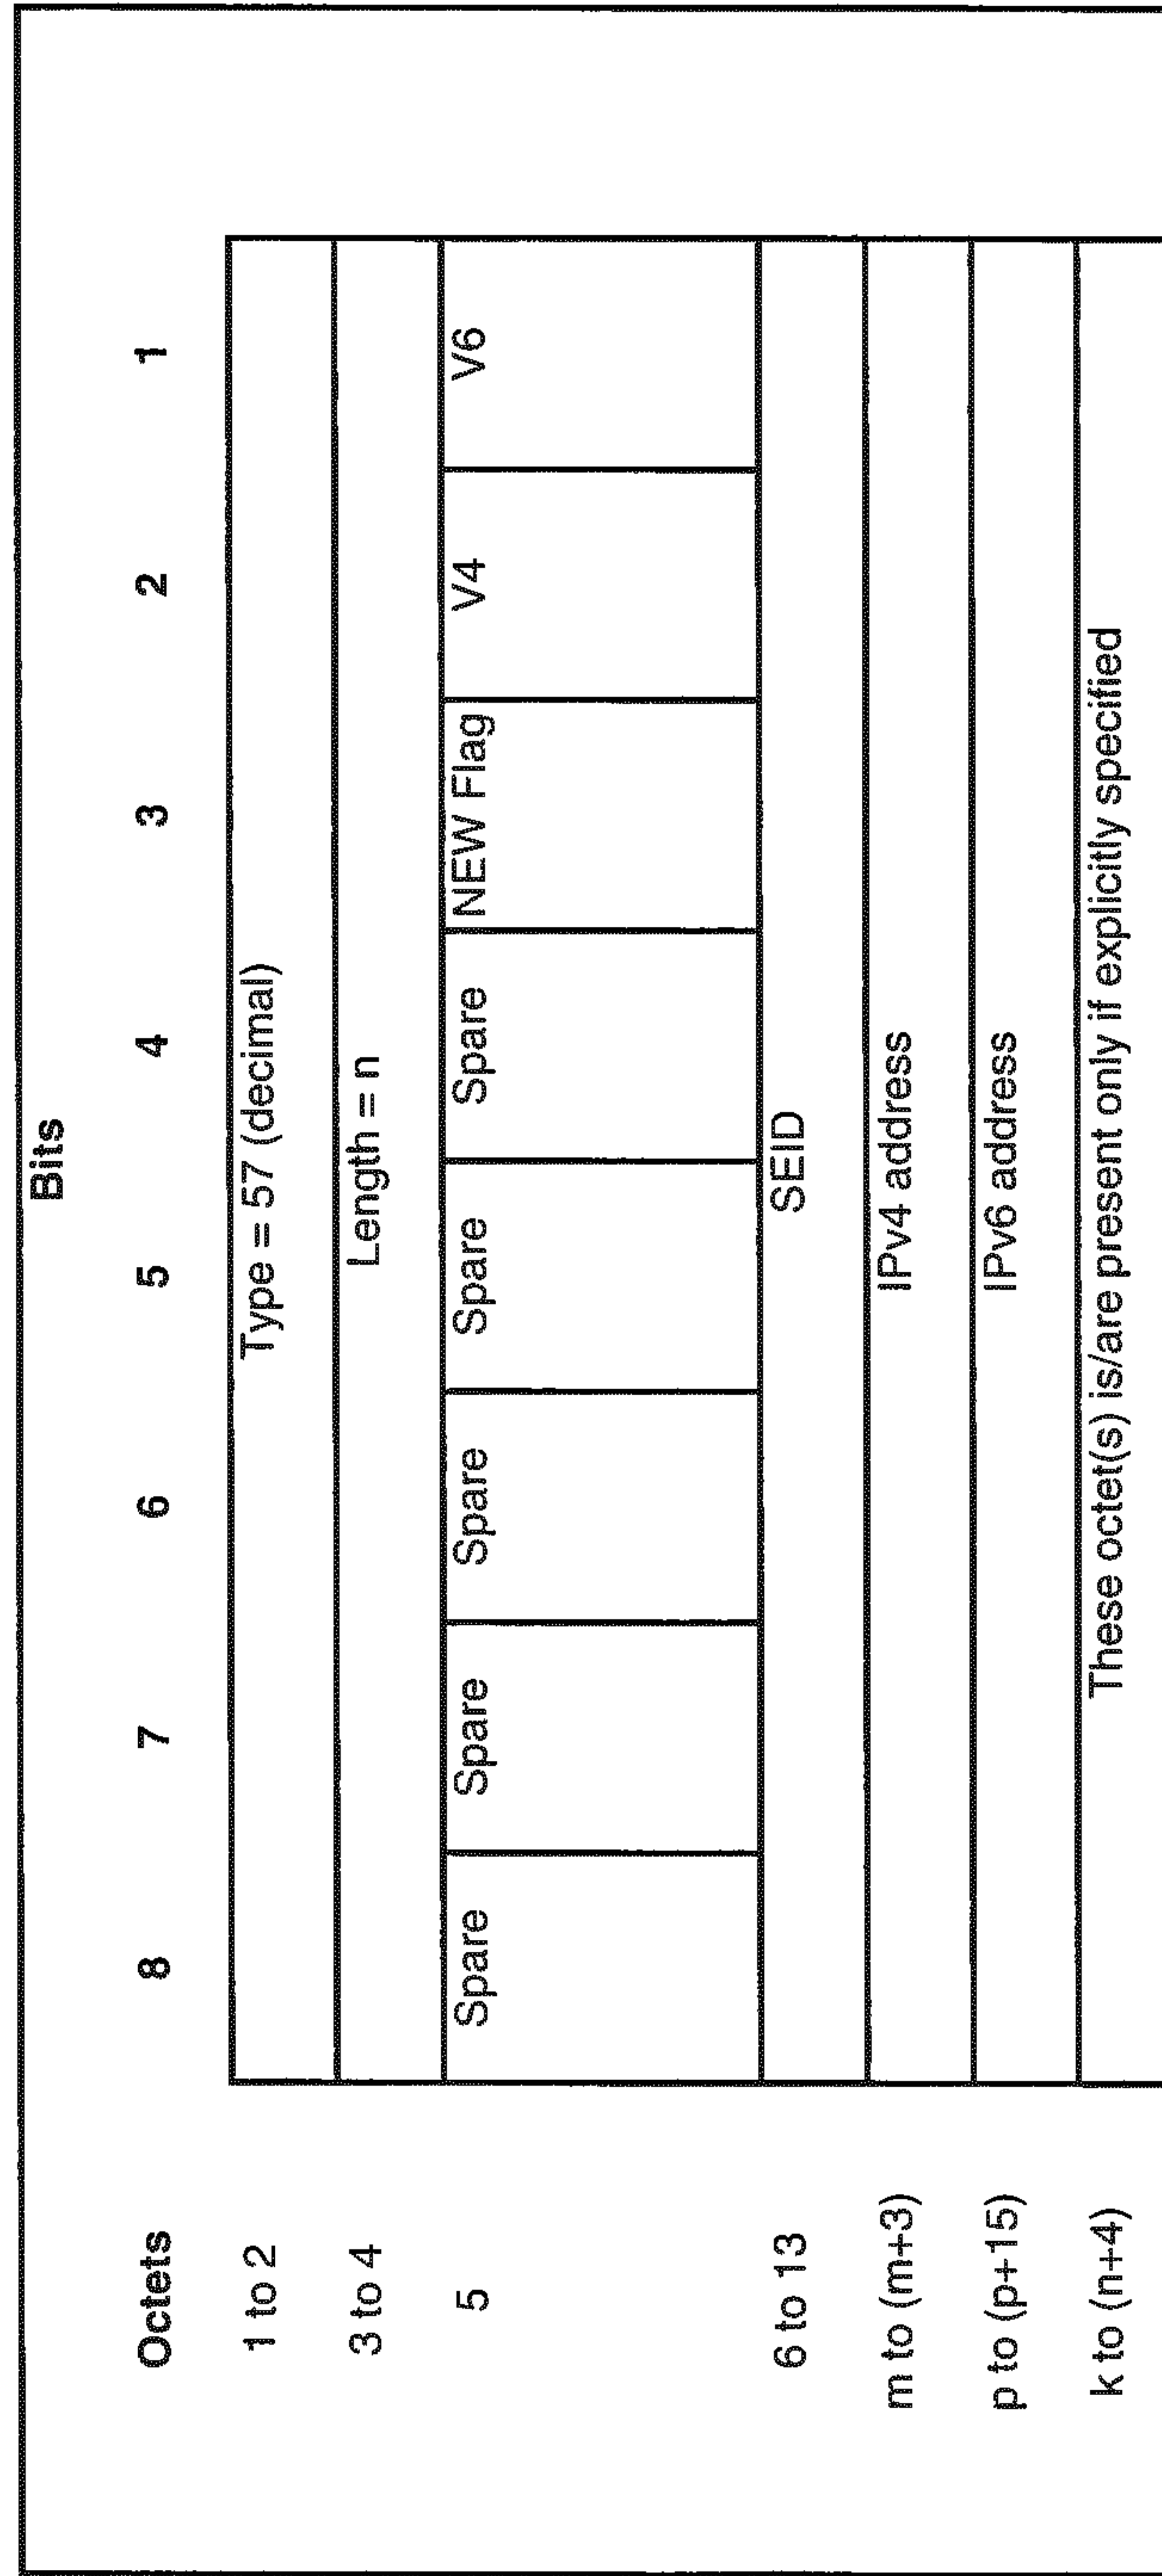 Bits
Octets 8 7 6 5 4 3 2 1
1 to 2 Type = 57 (decimal)
3 to 4 Length = n
5 Spare Spare Spare Spare Spare NEW Flag V4 V6
6 to 13 SEID
m to (m+3) IPv4 address
p to (p+15) IPv6 address
k to (n+4) These octet(s) is/are present only if explicitly specified